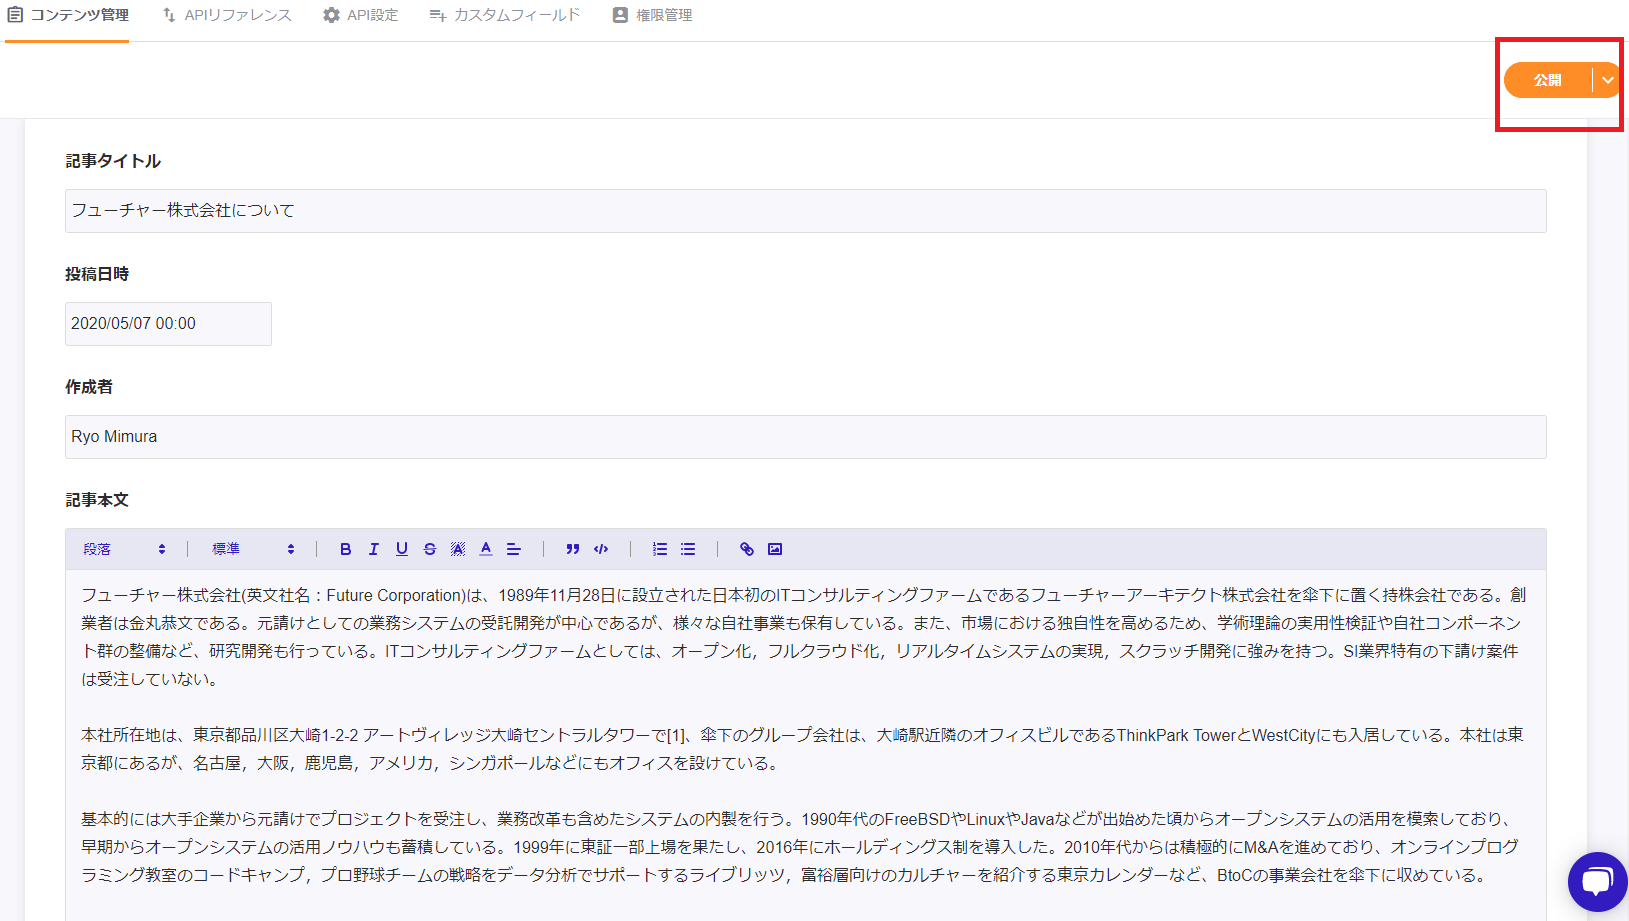 コンテンツ管理 APIリファレンス API設定 カスタムフィールド 権限管理
公開
記事タイトル
フューチャー株式会社について
投稿日時
2020/05/07 00:00
作成者
Ryo Mimura
記事本文
段落 標準 B I U S A A
フューチャー株式会社(英文社名：Future Corporation)は、1989年11月28日に設立された日本初のITコンサルティングファームであるフューチャーアーキテクト株式会社を傘下に置く持株会社である。創
業者は金丸恭文である。元請けとしての業務システムの受託開発が中心であるが、様々な自社事業も保有している。また、市場における独自性を高めるため、学術理論の実用性検証や自社コンポーネン
ト群の整備など、研究開発も行っている。ITコンサルティングファームとしては、オープン化，フルクラウド化，リアルタイムシステムの実現，スクラッチ開発に強みを持つ。SI業界特有の下請け案件
は受注していない。
本社所在地は、東京都品川区大崎1-2-2 アートヴィレッジ大崎セントラルタワーで[1]、傘下のグループ会社は、大崎駅近隣のオフィスビルであるThinkPark TowerとWestCityにも入居している。本社は東
京都にあるが、名古屋，大阪，鹿児島，アメリカ，シンガポールなどにもオフィスを設けている。
基本的には大手企業から元請けでプロジェクトを受注し、業務改革も含めたシステムの内製を行う。1990年代のFreeBSDやLinuxやJavaなどが出始めた頃からオープンシステムの活用を模索しており、
早期からオープンシステムの活用ノウハウも蓄積している。1999年に東証一部上場を果たし、2016年にホールディングス制を導入した。2010年代からは積極的にM&Aを進めており、オンラインプログ
ラミング教室のコードキャンプ，プロ野球チームの戦略をデータ分析でサポートするライブリッツ，富裕層向けのカルチャーを紹介する東京カレンダーなど、BtoCの事業会社を傘下に収めている。